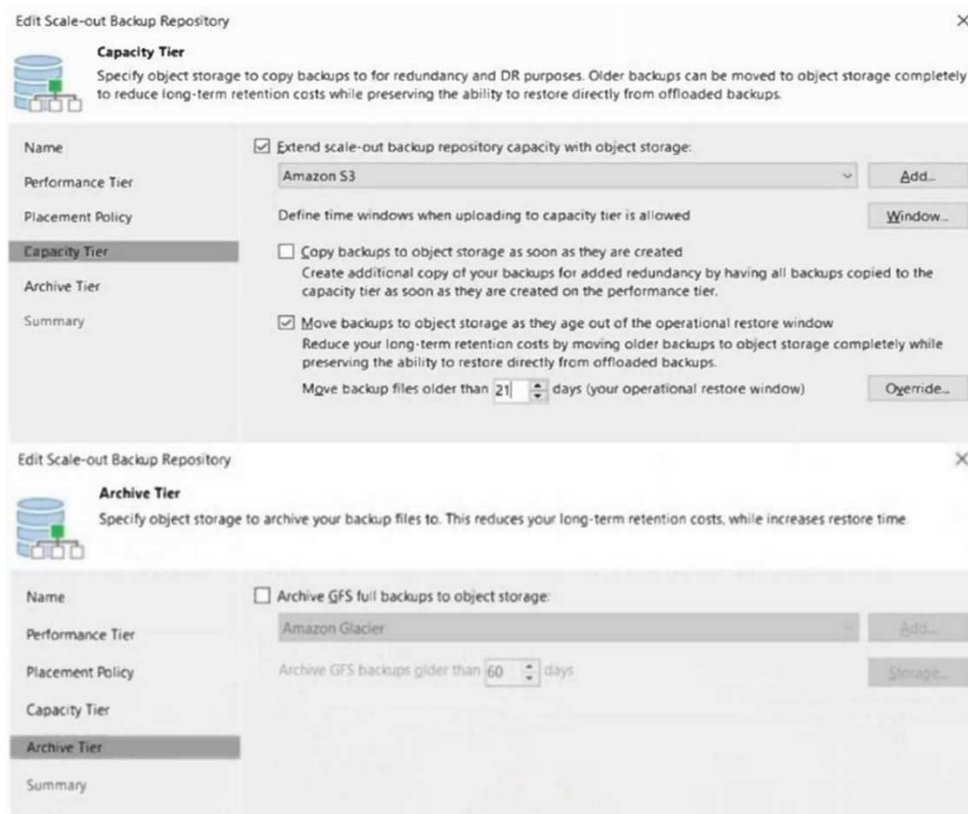 Edit Scale-out Backup Repository
Capacity Tier
Specify object storage to copy backups to for redundancy and DR purposes. Older backups can be moved to object storage completely
to reduce long-term retention costs while preserving the ability to restore directly from offloaded backups.
Name
Performance Tier
Placement Policy
Capacity Tier
Archive Tier
Summary
Extend scale-out backup repository capacity with object storage:
Amazon S3
Add...
Define time windows when uploading to capacity tier is allowed
Window...
Copy backups to object storage as soon as they are created
Create additional copy of your backups for added redundancy by having all backups copied to the
capacity tier as soon as they are created on the performance tier.
Move backups to object storage as they age out of the operational restore window
Reduce your long-term retention costs by moving older backups to object storage completely while
preserving the ability to restore directly from offloaded backups.
Move backup files older than 21 days (your operational restore window)
Override...
Edit Scale-out Backup Repository
Archive Tier
Specify object storage to archive your backup files to. This reduces your long-term retention costs, while increases restore time.
Name
Performance Tier
Placement Policy
Capacity Tier
Archive Tier
Summary
Archive GFS full backups to object storage:
Amazon Glacier
Add...
Archive GFS backups older than 60 days
Storage...